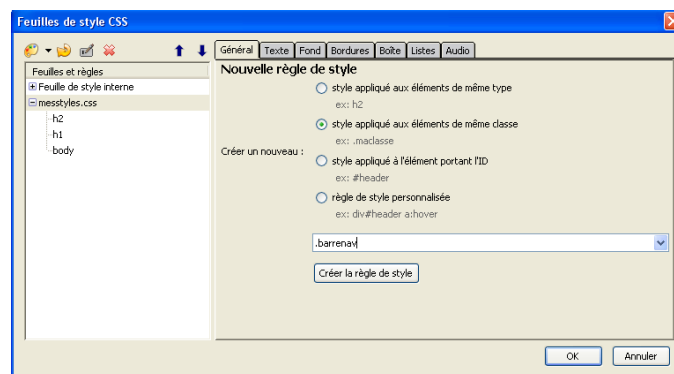 Feuilles de style CSS
Général Texte Fond Bordures Boîte Listes Audio
Feuilles et règles
Feuille de style interne
messtyles.css
h2
h1
body
Nouvelle règle de style
Créer un nouveau :
style appliqué aux éléments de même type
ex: h2
style appliqué aux éléments de même classe
ex: .maclasse
style appliqué à l'élément portant l'ID
ex: #header
règle de style personnalisée
ex: div#header a:hover
.barrenav
Créer la règle de style
OK Annuler